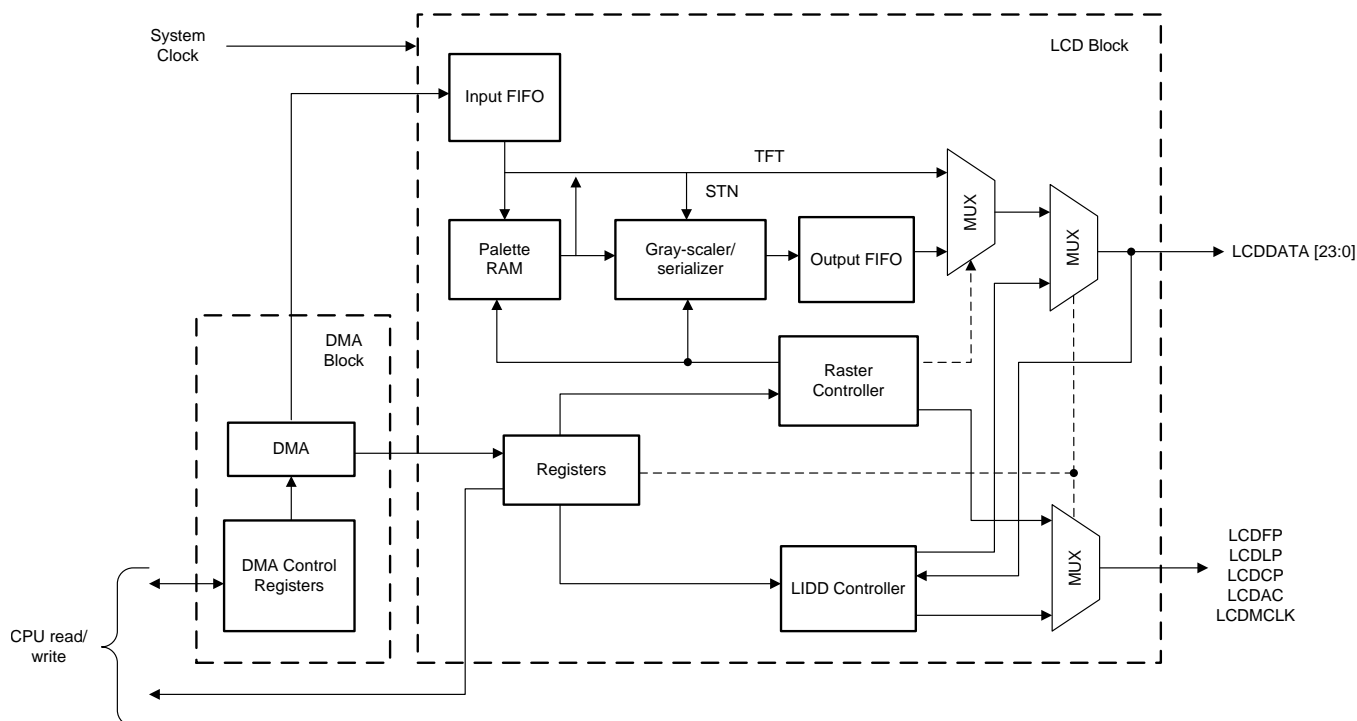 System
Clock
LCD Block
Input FIFO
TFT
STN
MUX
MUX
Palette
RAM
Gray-scaler/
serializer
Output FIFO
LCDDATA [23:0]
DMA
Block
Raster
Controller
DMA
Registers
DMA Control
Registers
LIDD Controller
MUX
LCDFP
LCDLP
LCDCP
LCDAC
LCDMCLK
CPU read/
write